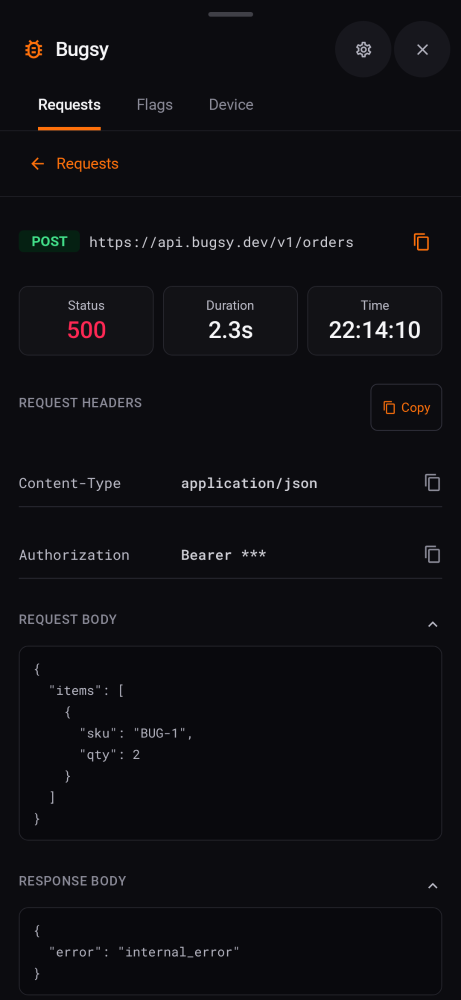 Bugsy
Requests Flags Device
Requests
POST https://api.bugsy.dev/v1/orders
Status Duration Time
500 2.3s 22:14:10
REQUEST HEADERS Copy
Content-Type application/json
Authorization Bearer ***
REQUEST BODY
{
  "items": [
    {
      "sku": "BUG-1",
      "qty": 2
    }
  ]
}
RESPONSE BODY
{
  "error": "internal_error"
}